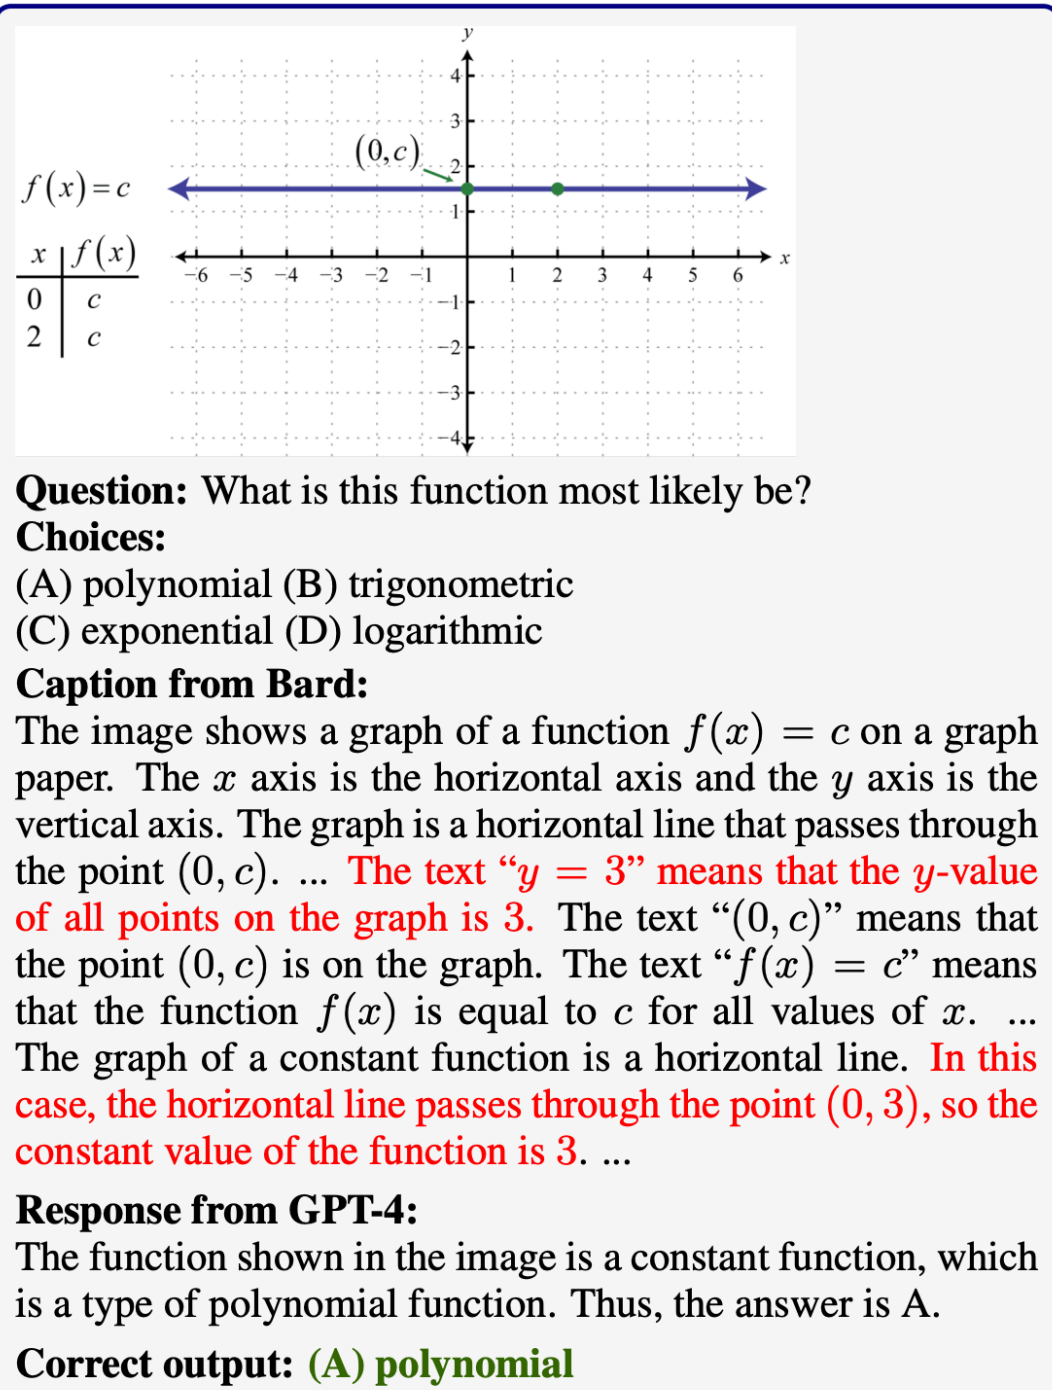 y
4
3
(0,c)
2
f(x)=c
1
x f(x)
x
-6 -5 -4 -3 -2 -1 1 2 3 4 5 6
0 c
-1
2 c
-2
-3
-4
Question: What is this function most likely be?
Choices:
(A) polynomial (B) trigonometric
(C) exponential (D) logarithmic
Caption from Bard:
The image shows a graph of a function f(x) = c on a graph
paper. The x axis is the horizontal axis and the y axis is the
vertical axis. The graph is a horizontal line that passes through
the point (0, c). ... The text “y = 3” means that the y-value
of all points on the graph is 3. The text “(0, c)” means that
the point (0, c) is on the graph. The text “f(x) = c” means
that the function f(x) is equal to c for all values of x. ...
The graph of a constant function is a horizontal line. In this
case, the horizontal line passes through the point (0, 3), so the
constant value of the function is 3. ...
Response from GPT-4:
The function shown in the image is a constant function, which
is a type of polynomial function. Thus, the answer is A.
Correct output: (A) polynomial